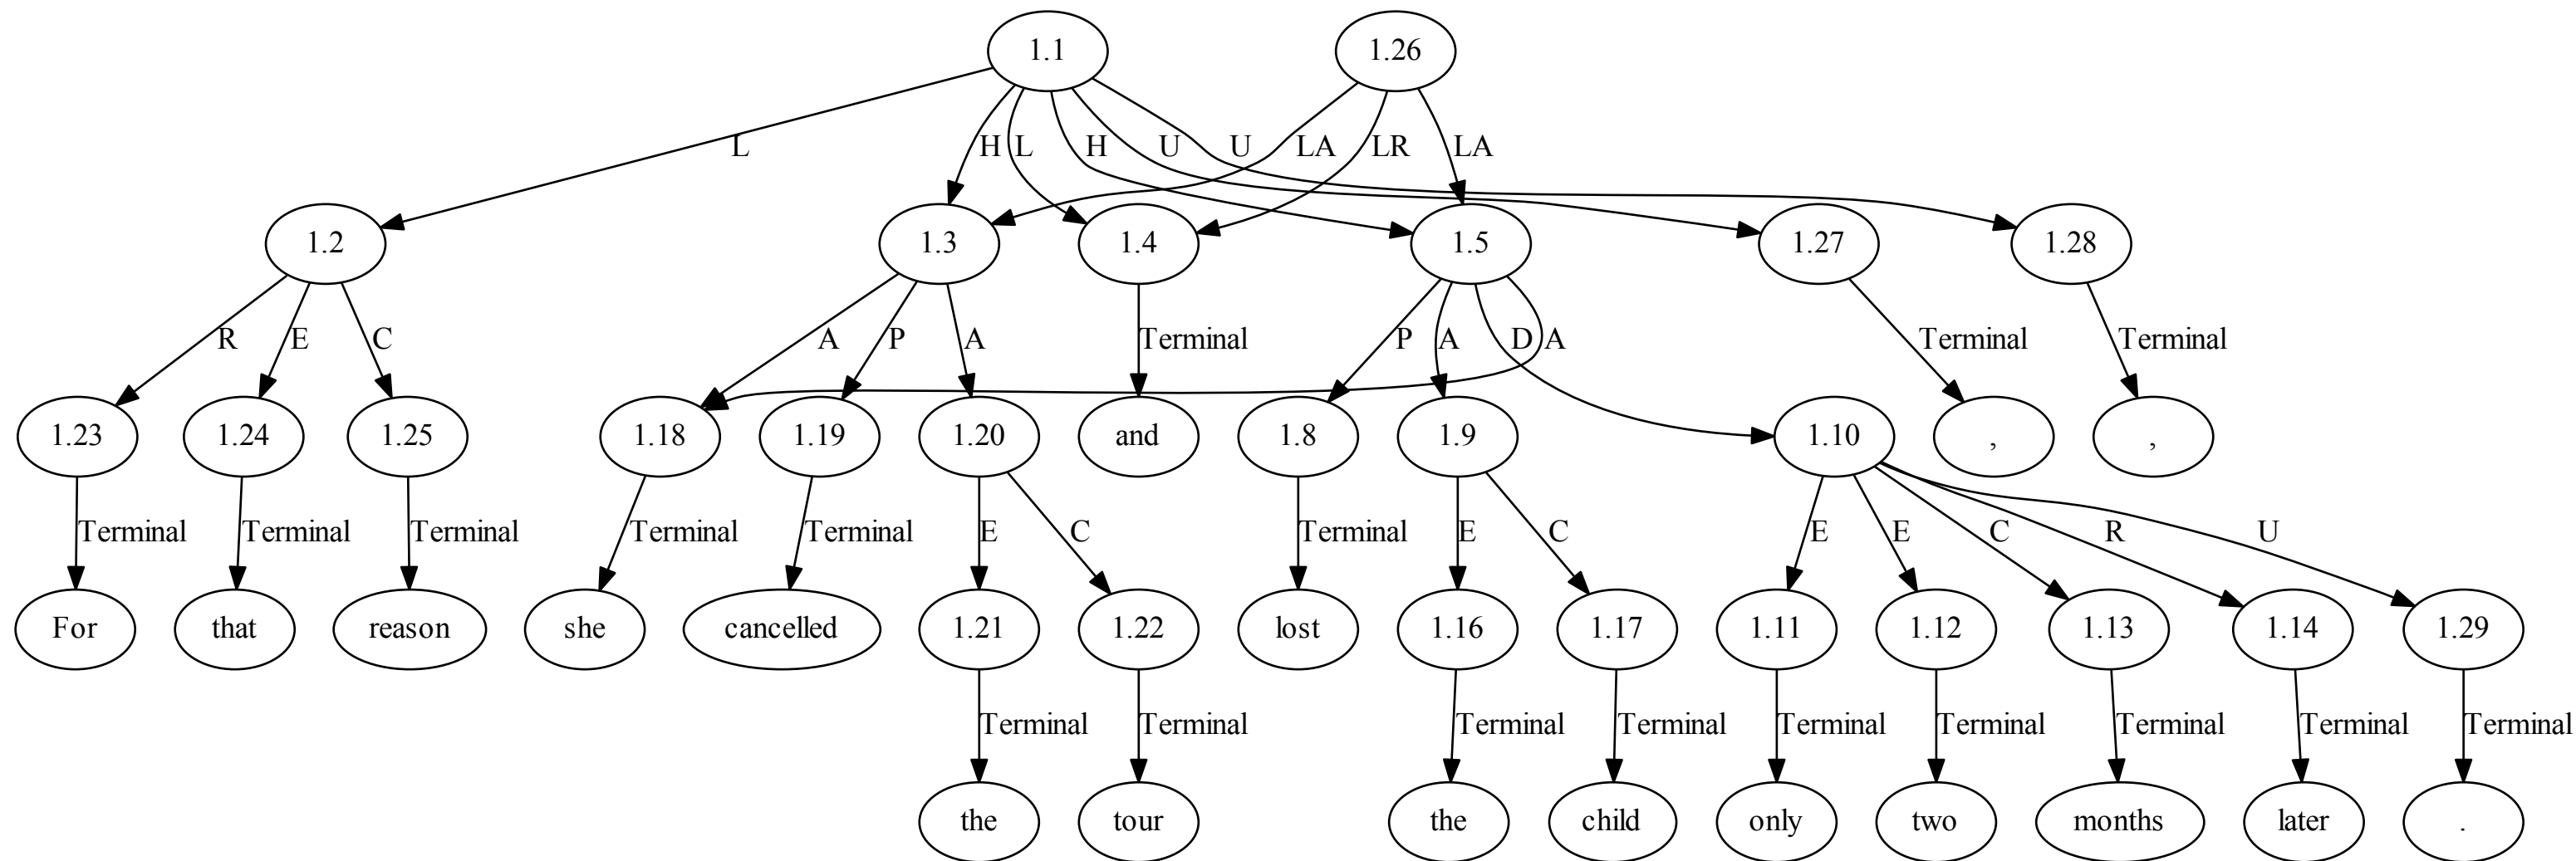 1.1 1.26
L H L H U U LA LR LA
1.2 1.3 1.4 1.5 1.27 1.28
R E C A P A Terminal P A D A Terminal Terminal
1.23 1.24 1.25 1.18 1.19 1.20 and 1.8 1.9 1.10 , ,
Terminal Terminal Terminal Terminal Terminal E C Terminal E C E E C R U
For that reason she cancelled 1.21 1.22 lost 1.16 1.17 1.11 1.12 1.13 1.14 1.29
Terminal Terminal Terminal Terminal Terminal Terminal Terminal Terminal Terminal
the tour the child only two months later .